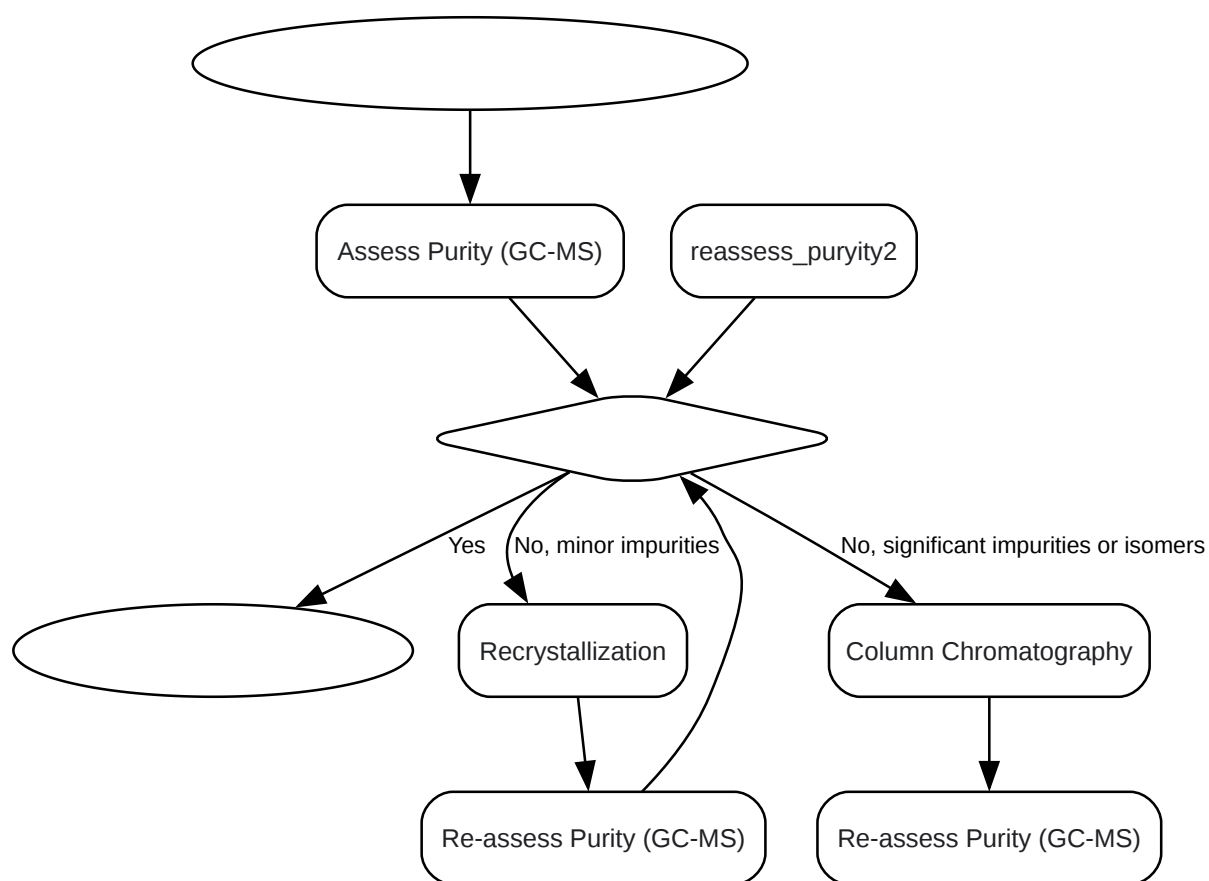 Assess Purity (GC-MS)
reassess_puryity2
Yes
No, minor impurities
No, significant impurities or isomers
Recrystallization
Column Chromatography
Re-assess Purity (GC-MS)
Re-assess Purity (GC-MS)